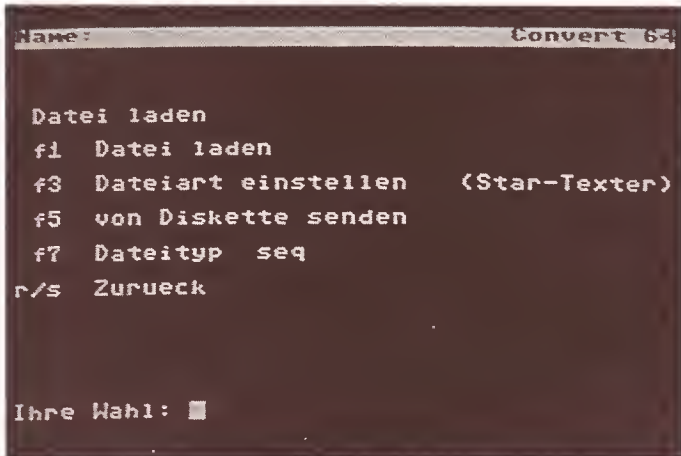 Name: Convert 64
Datei laden
f1 Datei laden
f3 Dateiart einstellen (Star-Texter)
f5 von Diskette senden
f7 Dateityp seq
r/s Zurueck
Ihre Wahl: